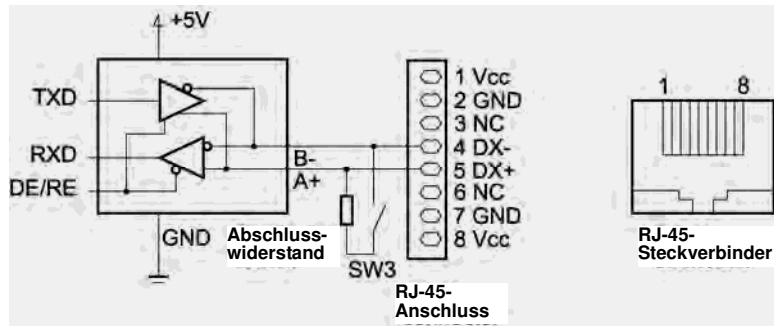 +5V
TXD
RXD
DE/RE
GND
Abschluss-
widerstand
B-
A+
SW3
1 Vcc
2 GND
3 NC
4 DX-
5 DX+
6 NC
7 GND
8 Vcc
RJ-45-
Anschluss
1 8
RJ-45-
Steckverbinder